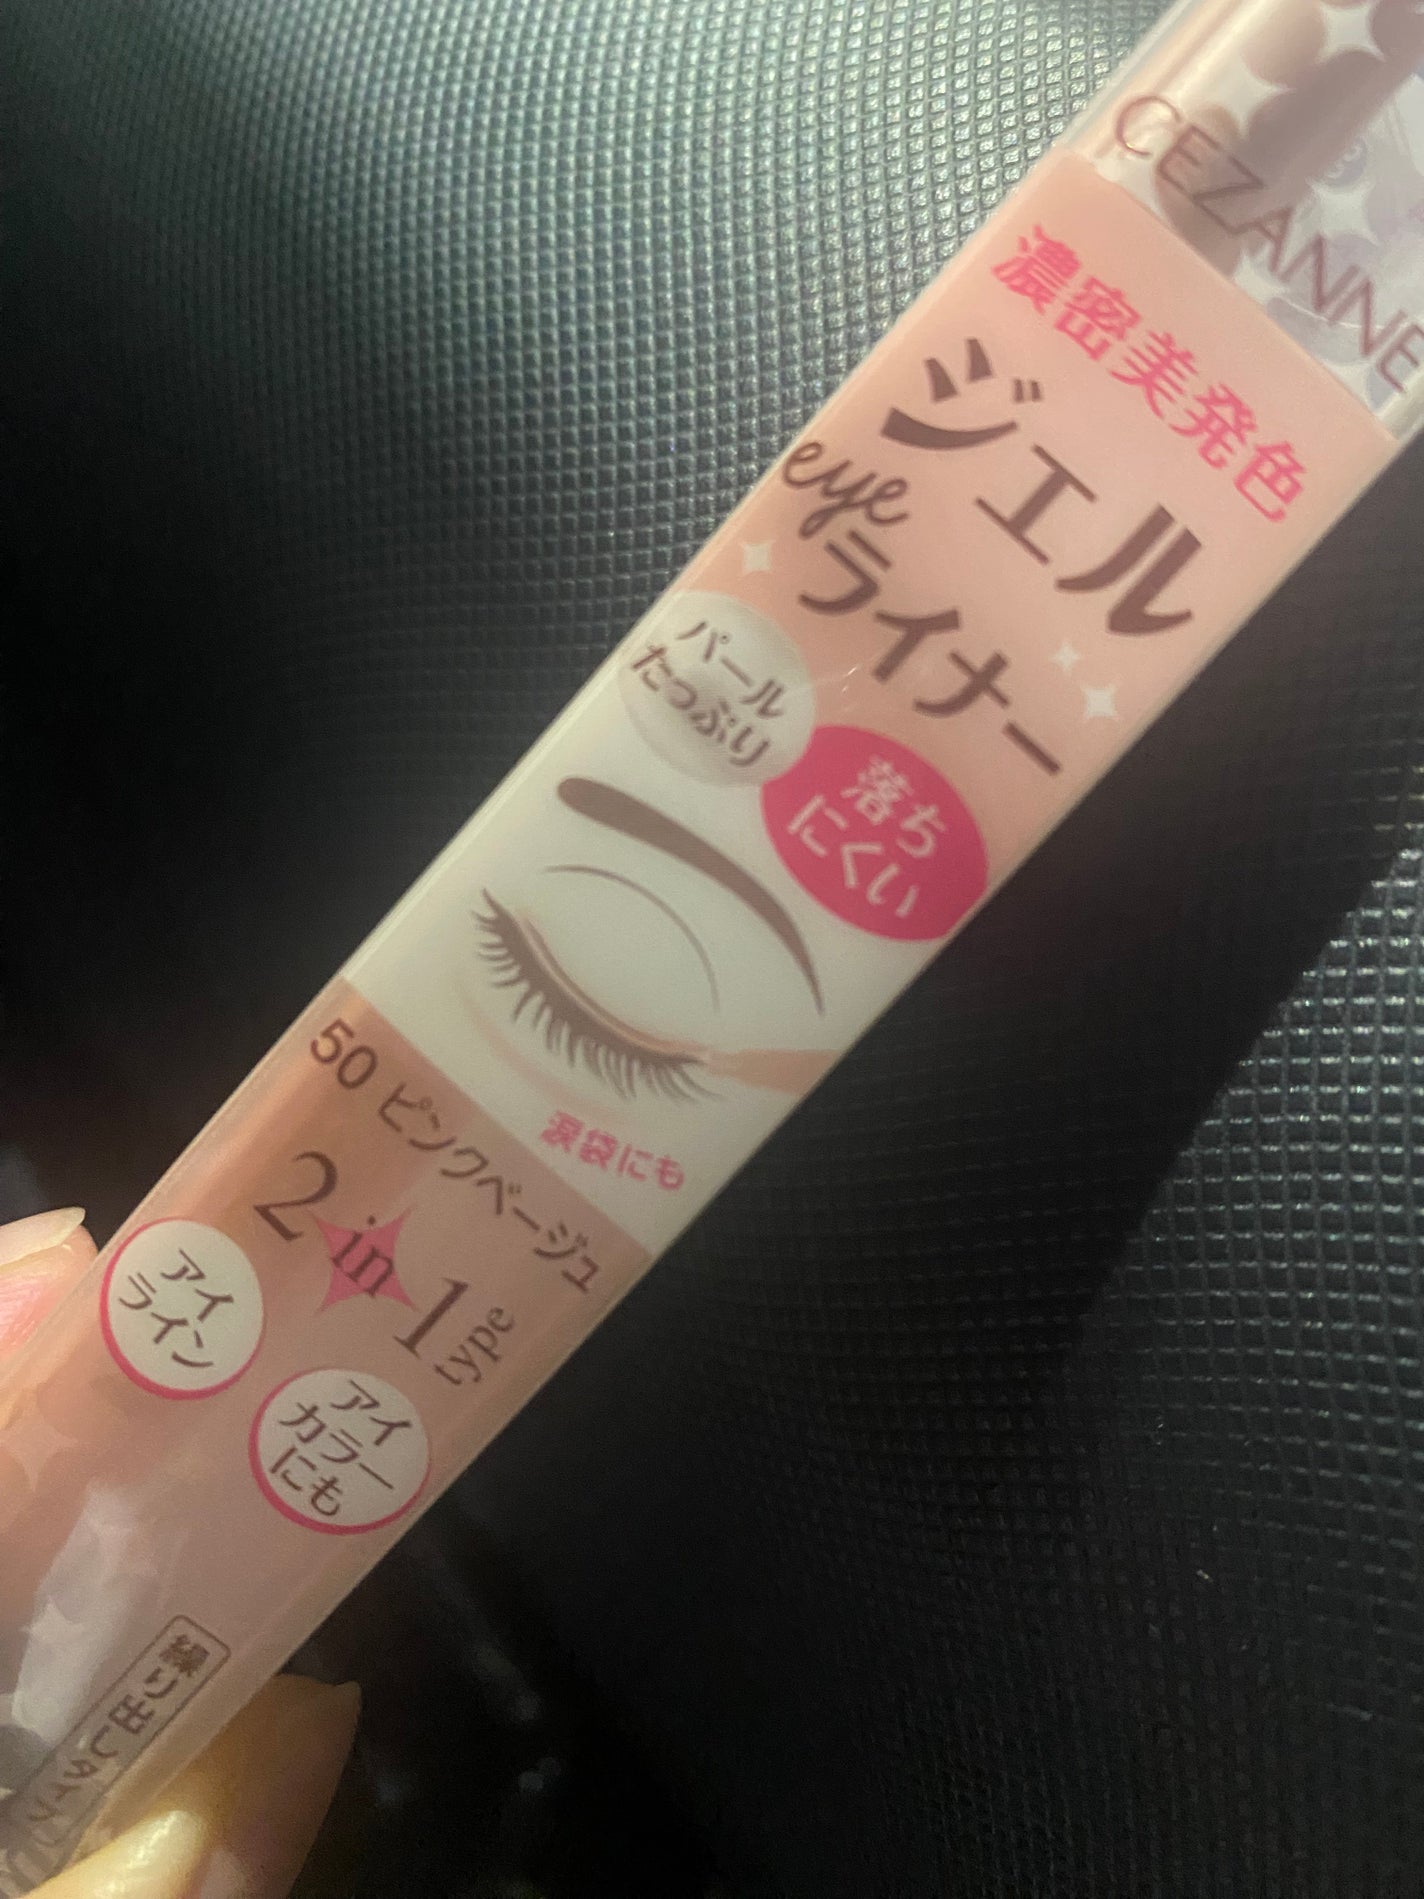 CEZANNE
濃密美発色
ジェル
eye
ライナー
パール
たっぷり
落ち
にくい
涙袋にも
50 ピンクベージュ
2 in 1 type
アイ
ライン
アイ
カラー
にも
繰り出しタイプ